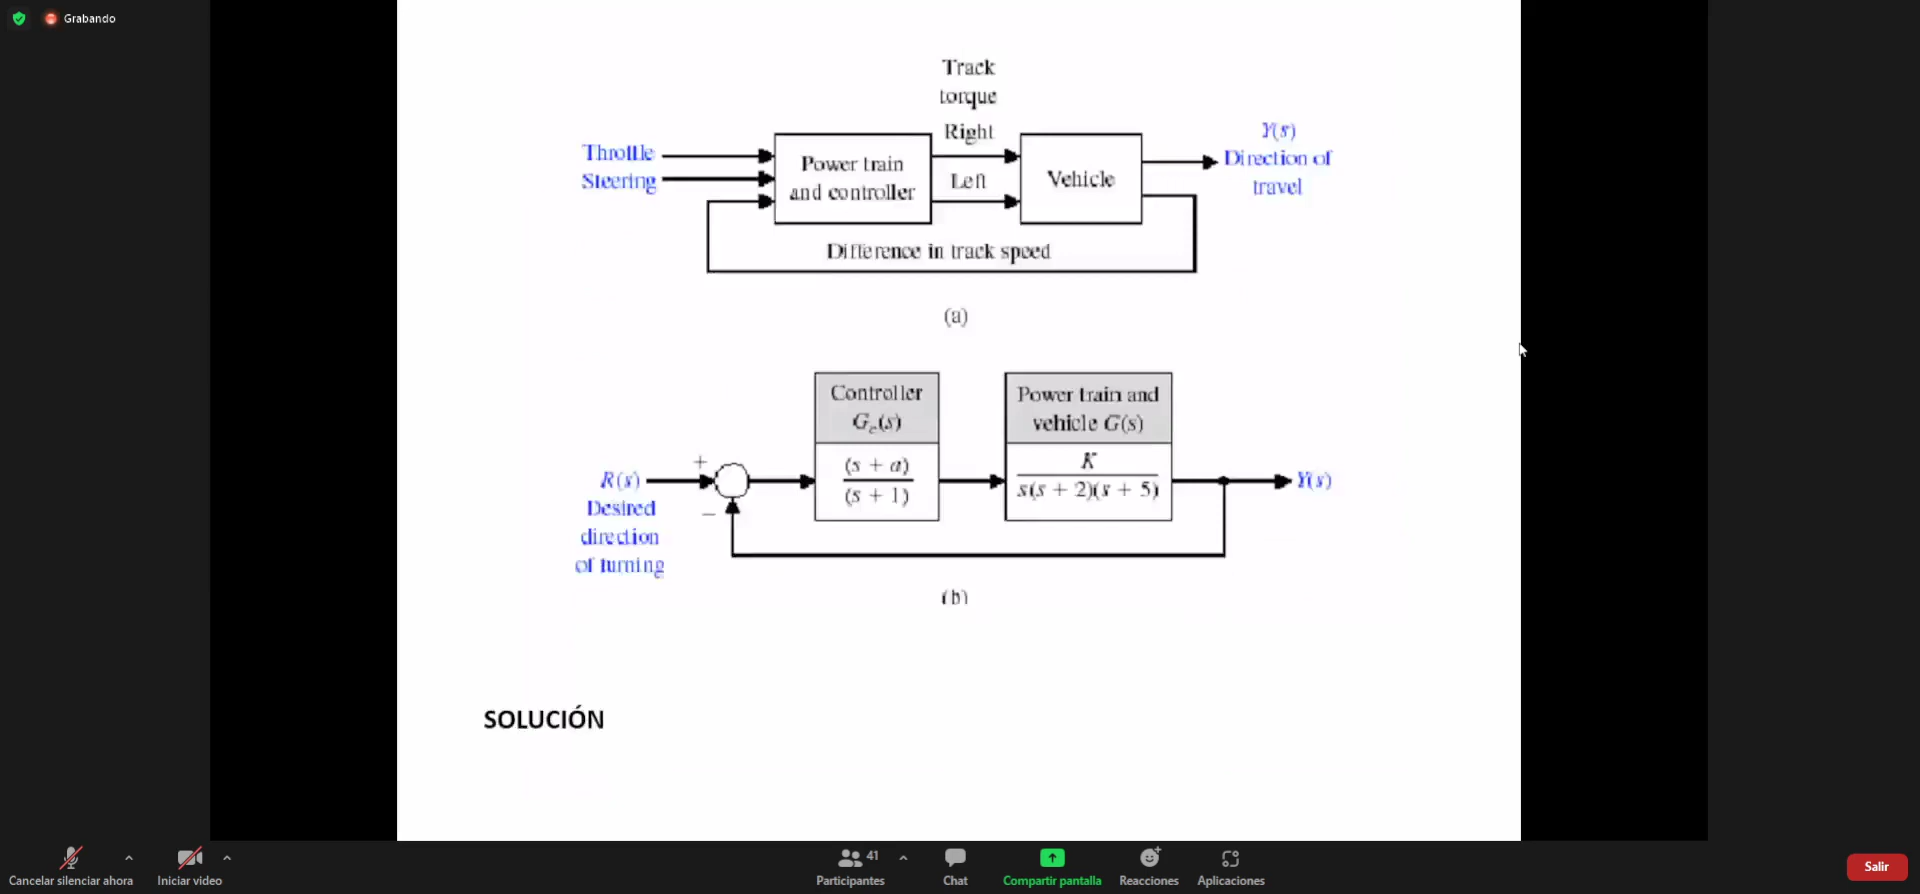 Grabando
Track
torque
Right
Throttle
Steering
Power train
and controller
Left
Vehicle
Y(s)
Direction of
travel
Difference in track speed
(a)
Controller
G_c(s)
(s + a)
(s + 1)
Power train and
vehicle G(s)
K
s(s + 2)(s + 5)
+
−
R(s)
Desired
direction
of turning
Y(s)
(b)
SOLUCIÓN
Cancelar silenciar ahora
Iniciar video
41
Participantes
Chat
Compartir pantalla
Reacciones
Aplicaciones
Salir